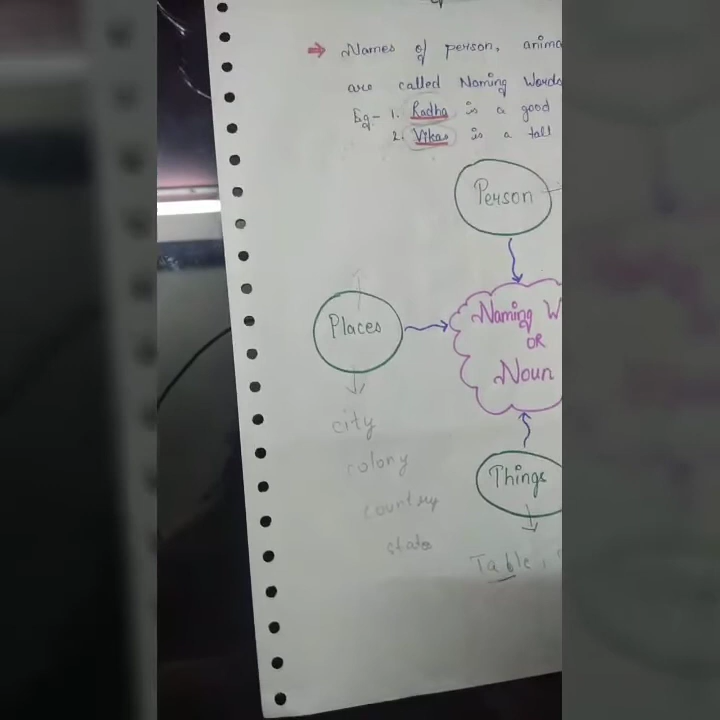 → Names of person, anima
are called Naming Words
Eg:- 1. Radha is a good
2. Vikas is a tall
Person
Places
Naming W
OR
Noun
city
colony
country
state
Things
Table,